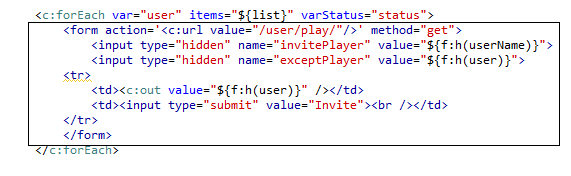 <c:forEach var="user" items="${list}" varStatus="status">
<form action='<c:url value="/user/play/"/>' method="get">
<input type="hidden" name="invitePlayer" value="${f:h(userName)}">
<input type="hidden" name="exceptPlayer" value="${f:h(user)}">
<tr>
<td><c:out value="${f:h(user)}" /></td>
<td><input type="submit" value="Invite"><br /></td>
</tr>
</form>
</c:forEach>